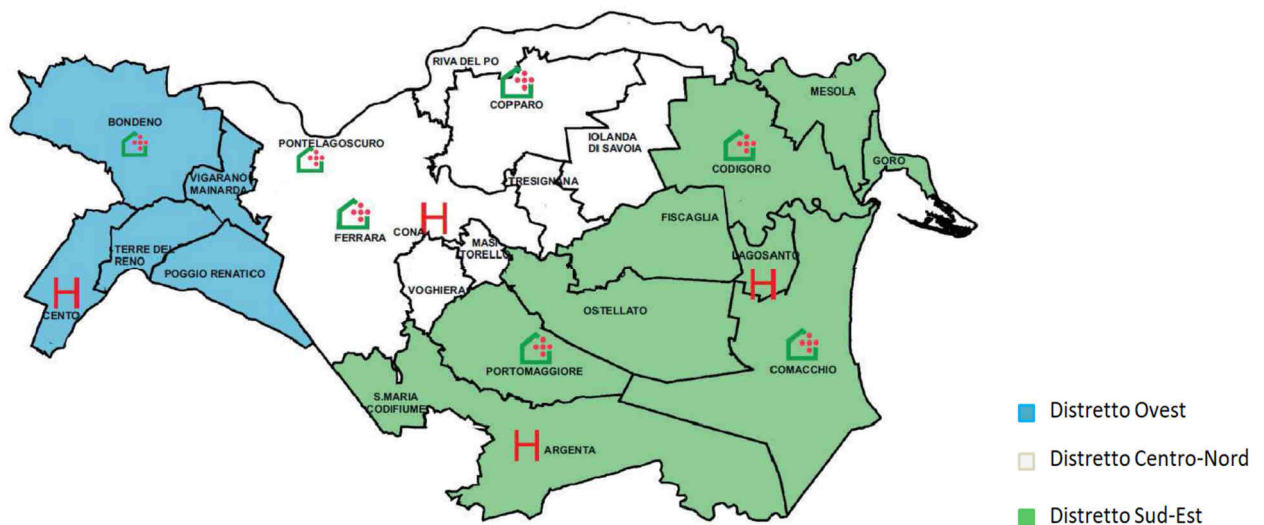 RIVA DEL PO
COPPARO
MESOLA
BONDENO
PONTELAGOSCURO
IOLANDA
DI SAVOIA
CODIGORO
GORO
VIGARANO
MAINARDA
TRESIGNANA
FISCAGLIA
H
FERRARA
CONA
MASI
TORELLO
TERRE DEL
RENO
LAGOSANTO
POGGIO RENATICO
H
VOGHIERA
H
CENTO
OSTELLATO
PORTOMAGGIORE
COMACCHIO
S.MARIA
CODIFIUME
H
ARGENTA
Distretto Ovest
Distretto Centro-Nord
Distretto Sud-Est